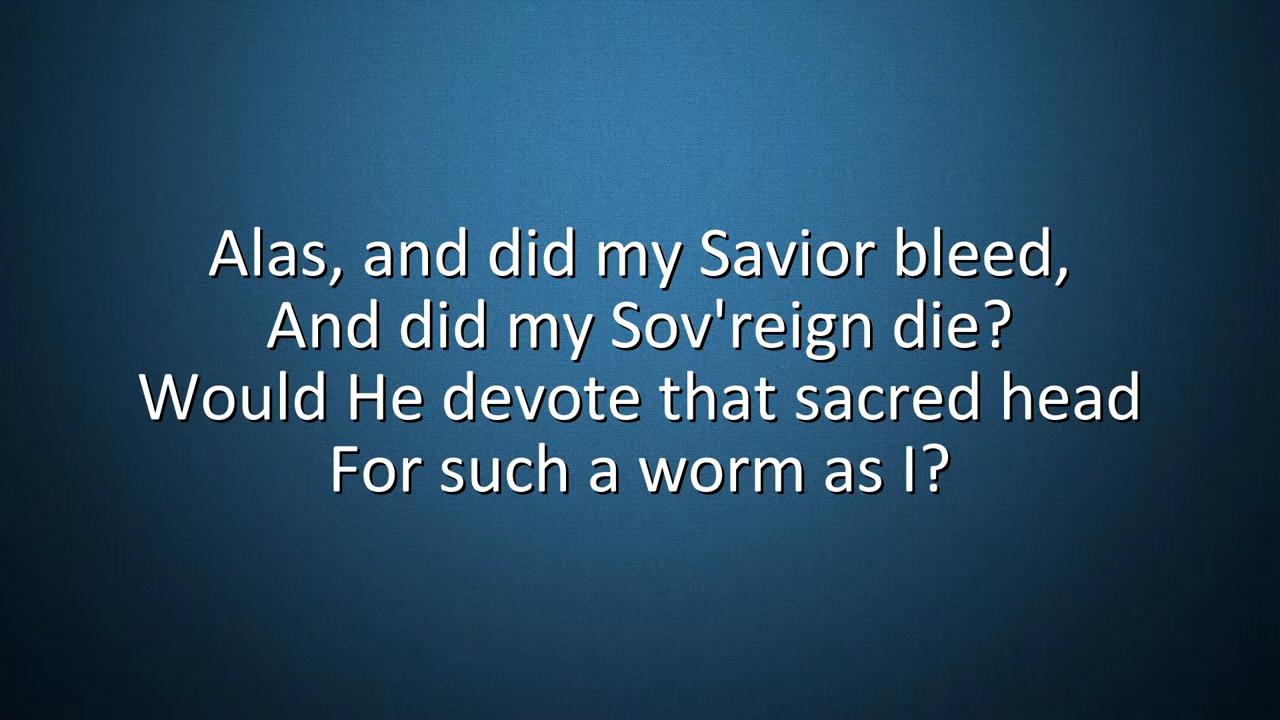 Alas, and did my Savior bleed,
And did my Sov'reign die?
Would He devote that sacred head
For such a worm as I?